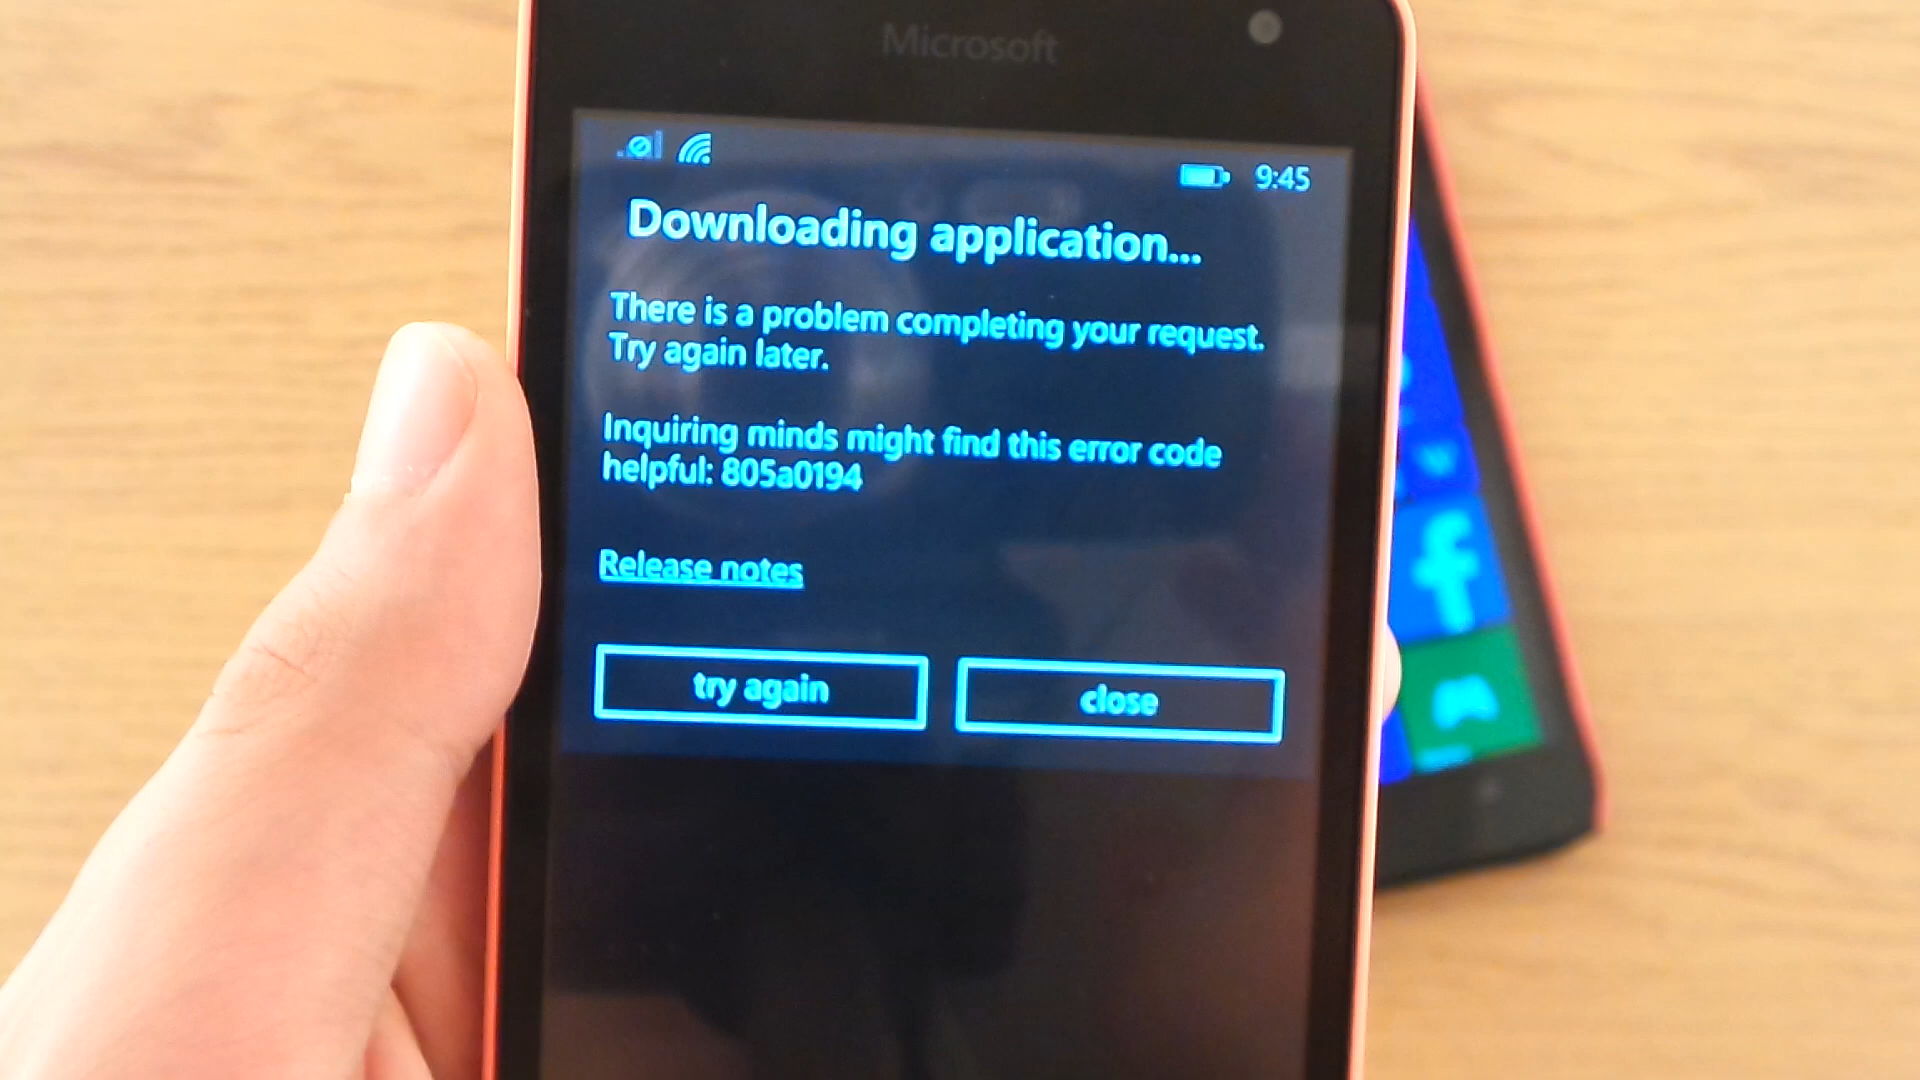 Microsoft
9:45
Downloading application...
There is a problem completing your request.
Try again later.
Inquiring minds might find this error code
helpful: 805a0194
Release notes
try again
close